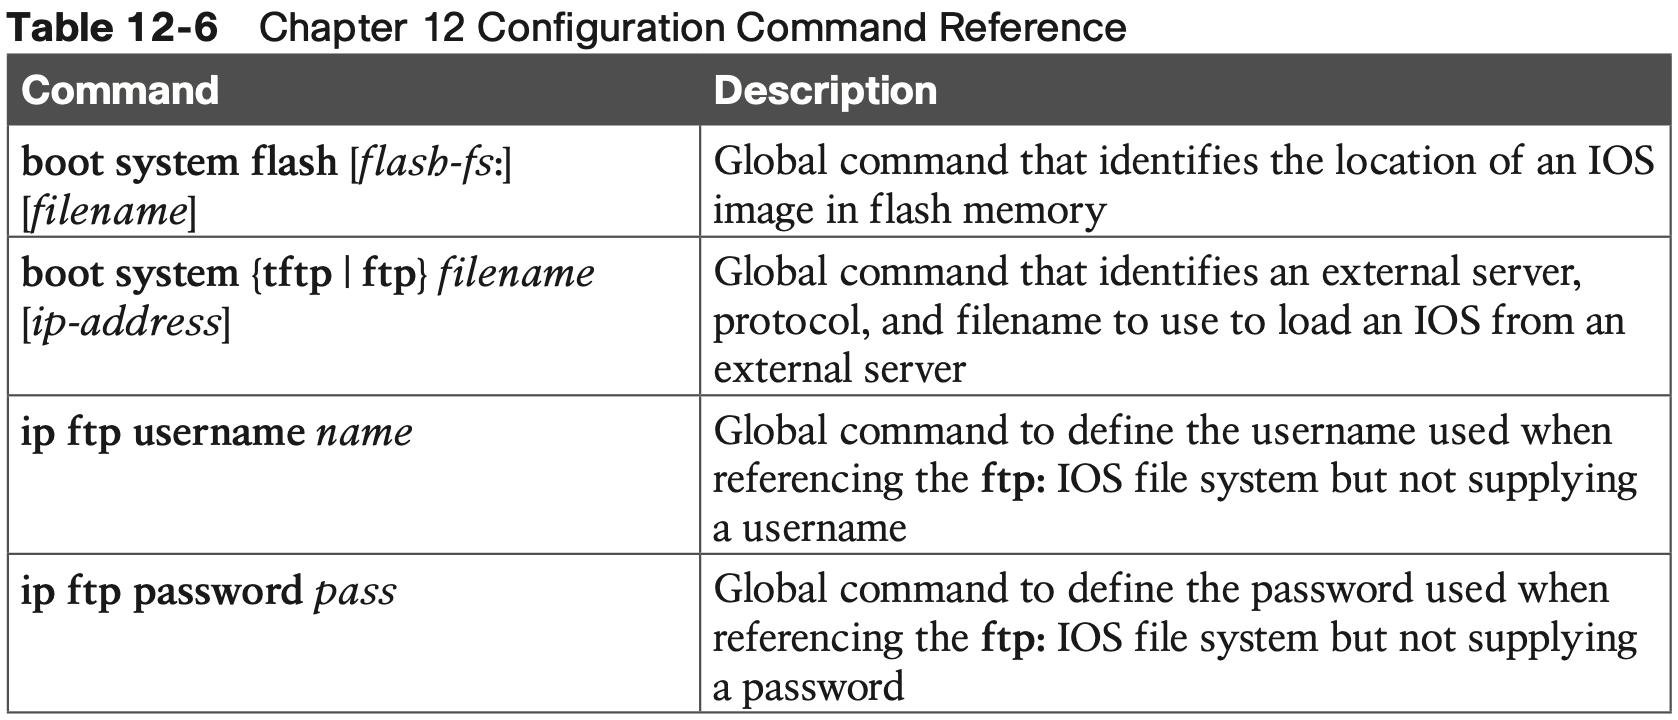 Table 12-6 Chapter 12 Configuration Command Reference
Command Description
boot system flash [flash-fs:]
[filename]
Global command that identifies the location of an IOS
image in flash memory
boot system {tftp | ftp} filename
[ip-address]
Global command that identifies an external server,
protocol, and filename to use to load an IOS from an
external server
ip ftp username name
Global command to define the username used when
referencing the ftp: IOS file system but not supplying
a username
ip ftp password pass
Global command to define the password used when
referencing the ftp: IOS file system but not supplying
a password